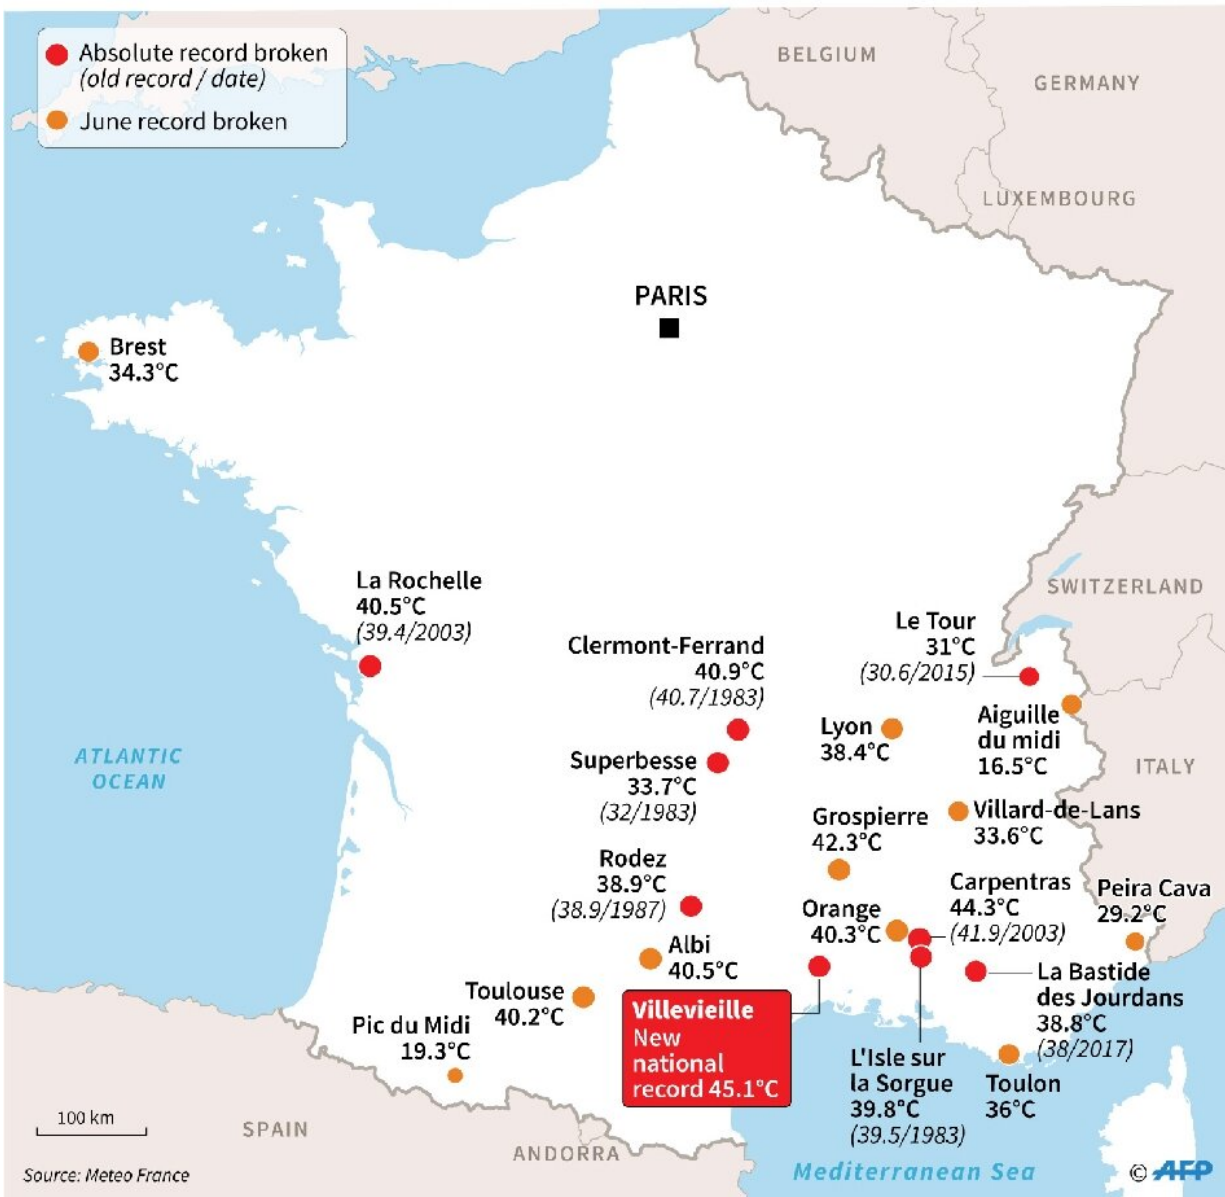 Absolute record broken
(old record / date)
June record broken
BELGIUM
GERMANY
LUXEMBOURG
PARIS
Brest
34.3°C
La Rochelle
40.5°C
(39.4/2003)
SWITZERLAND
Le Tour
31°C
(30.6/2015)
Clermont-Ferrand
40.9°C
(40.7/1983)
Aiguille
du midi
16.5°C
Lyon
38.4°C
ATLANTIC
OCEAN
Superbesse
33.7°C
(32/1983)
ITALY
Villard-de-Lans
33.6°C
Grospierre
42.3°C
Rodez
38.9°C
(38.9/1987)
Carpentras
44.3°C
(41.9/2003)
Peira Cava
29.2°C
Orange
40.3°C
Albi
40.5°C
La Bastide
des Jourdans
38.8°C
(38/2017)
Toulouse
40.2°C
Villevieille
New
national
record 45.1°C
Pic du Midi
19.3°C
L'Isle sur
la Sorgue
39.8°C
(39.5/1983)
Toulon
36°C
100 km
SPAIN
ANDORRA
Mediterranean Sea
Source: Meteo France
© AFP